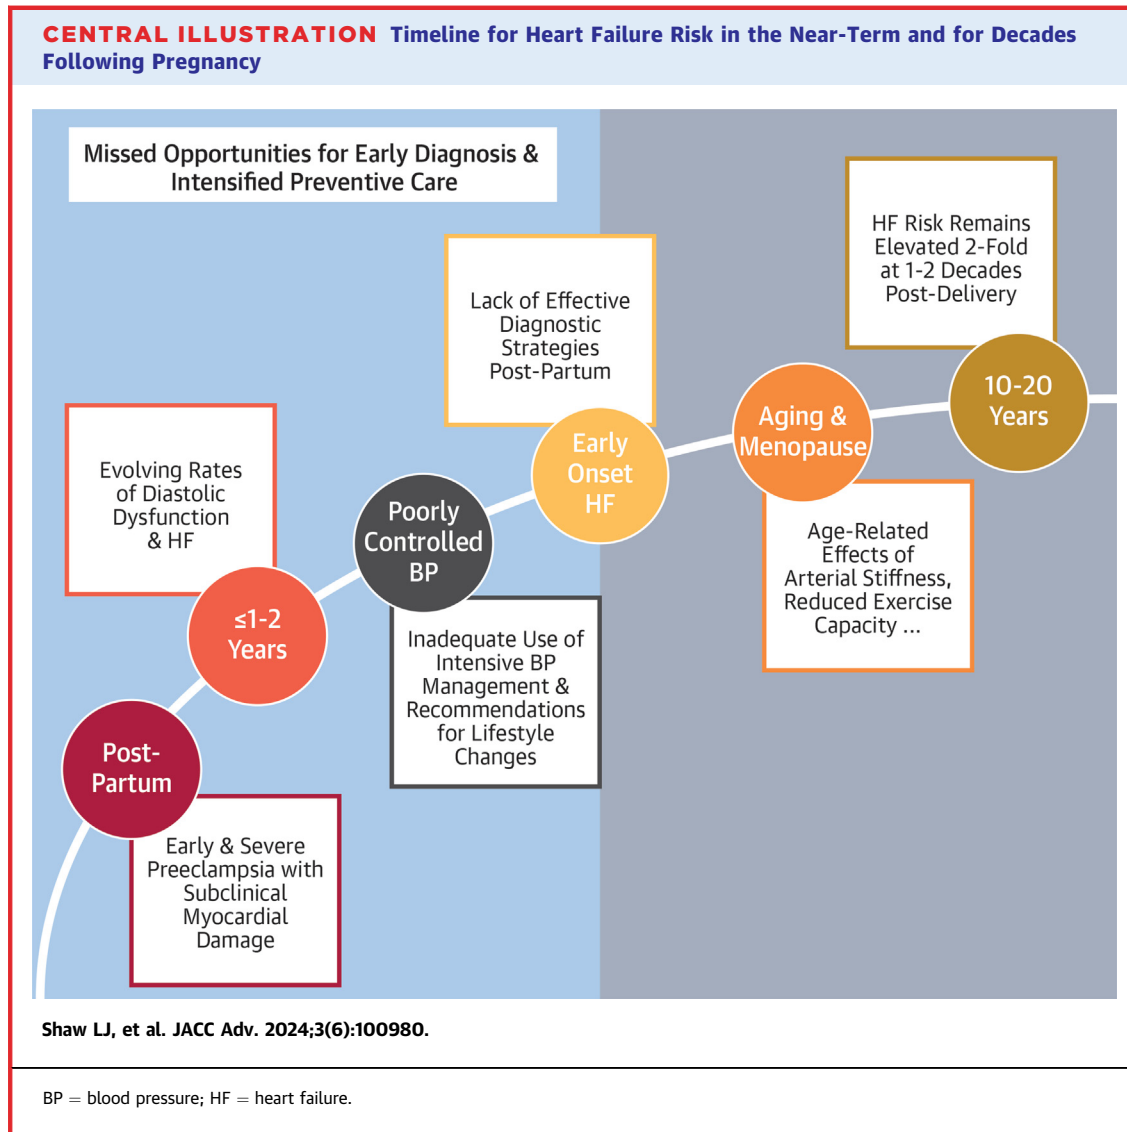 CENTRAL ILLUSTRATION Timeline for Heart Failure Risk in the Near-Term and for Decades
Following Pregnancy
Missed Opportunities for Early Diagnosis &
Intensified Preventive Care
Post-
Partum
Early & Severe
Preeclampsia with
Subclinical
Myocardial
Damage
Evolving Rates
of Diastolic
Dysfunction
& HF
≤1-2
Years
Poorly
Controlled
BP
Inadequate Use of
Intensive BP
Management &
Recommendations
for Lifestyle
Changes
Lack of Effective
Diagnostic
Strategies
Post-Partum
Early
Onset
HF
Aging &
Menopause
Age-Related
Effects of
Arterial Stiffness,
Reduced Exercise
Capacity ...
HF Risk Remains
Elevated 2-Fold
at 1-2 Decades
Post-Delivery
10-20
Years
Shaw LJ, et al. JACC Adv. 2024;3(6):100980.
BP = blood pressure; HF = heart failure.